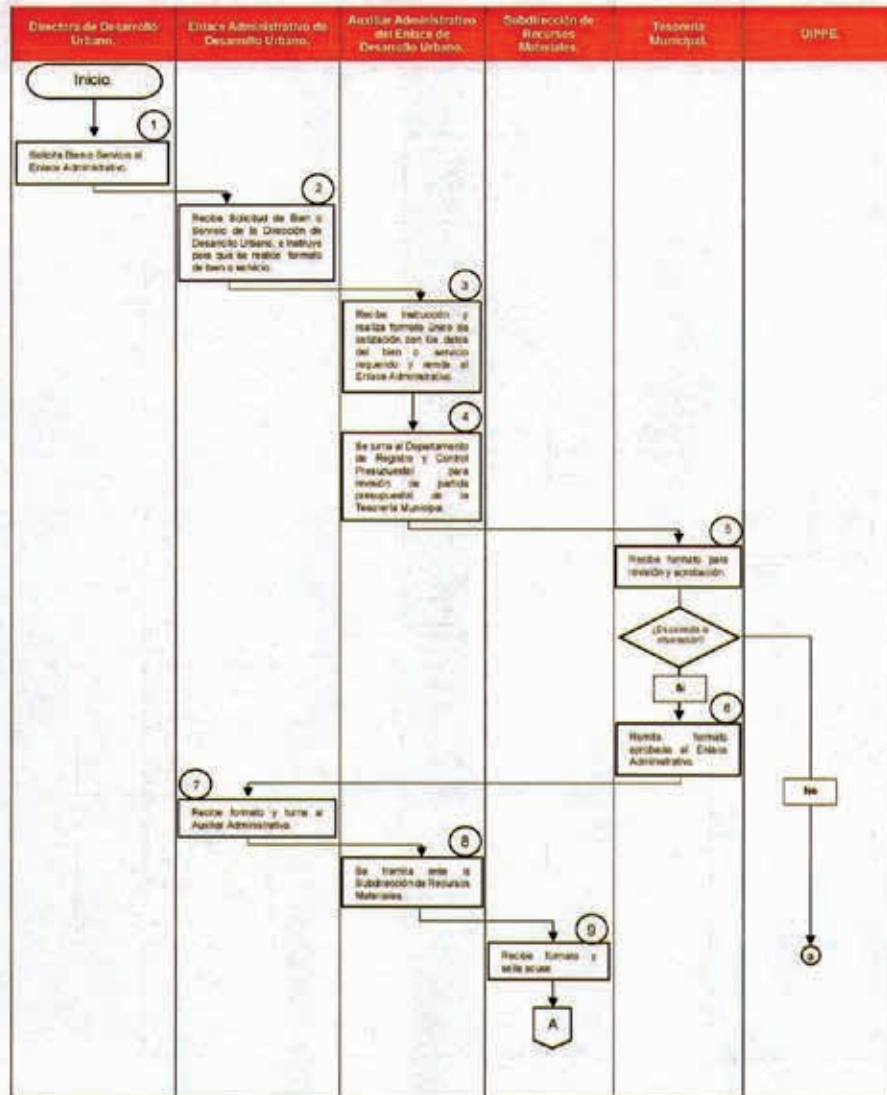 Directora de Desarrollo
Urbano.
Enlace Administrativo de
Desarrollo Urbano.
Auxiliar Administrativo
del Enlace de
Desarrollo Urbano.
Subdirección de
Recursos
Materiales.
Tesorería
Municipal.
UIPPE.
Inicio.
1
Solicita Bien o Servicio al
Enlace Administrativo.
2
Recibe Solicitud de Bien o
Servicio de la Dirección de
Desarrollo Urbano, e instruye
para que se realice formato
de bien o servicio.
3
Recibe instrucción y
realiza formato único de
cotización con los datos
del bien o servicio
requerido y remite al
Enlace Administrativo.
4
Se turna al Departamento
de Registro y Control
Presupuestal para
revisión de partida
presupuestal de la
Tesorería Municipal.
5
Recibe formato para
revisión y aprobación.
¿Es correcta la
información?
Si
6
Remite formato
aprobado al Enlace
Administrativo.
No
7
Recibe formato y turna al
Auxiliar Administrativo.
8
Se tramita ante la
Subdirección de Recursos
Materiales.
9
Recibe formato y
sella acuse
a
A